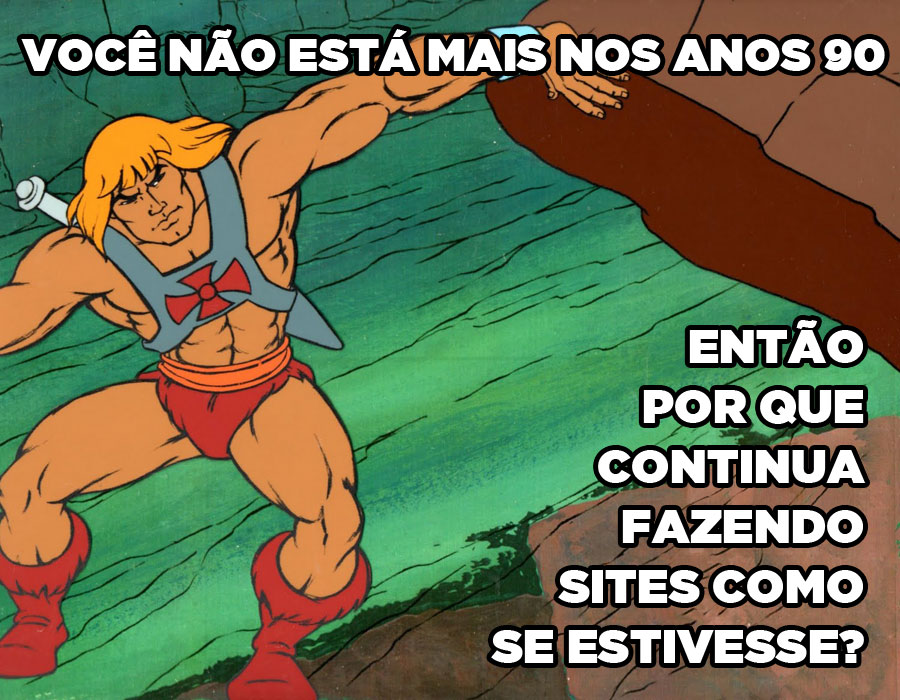 VOCÊ NÃO ESTÁ MAIS NOS ANOS 90
ENTÃO
POR QUE
CONTINUA
FAZENDO
SITES COMO
SE ESTIVESSE?